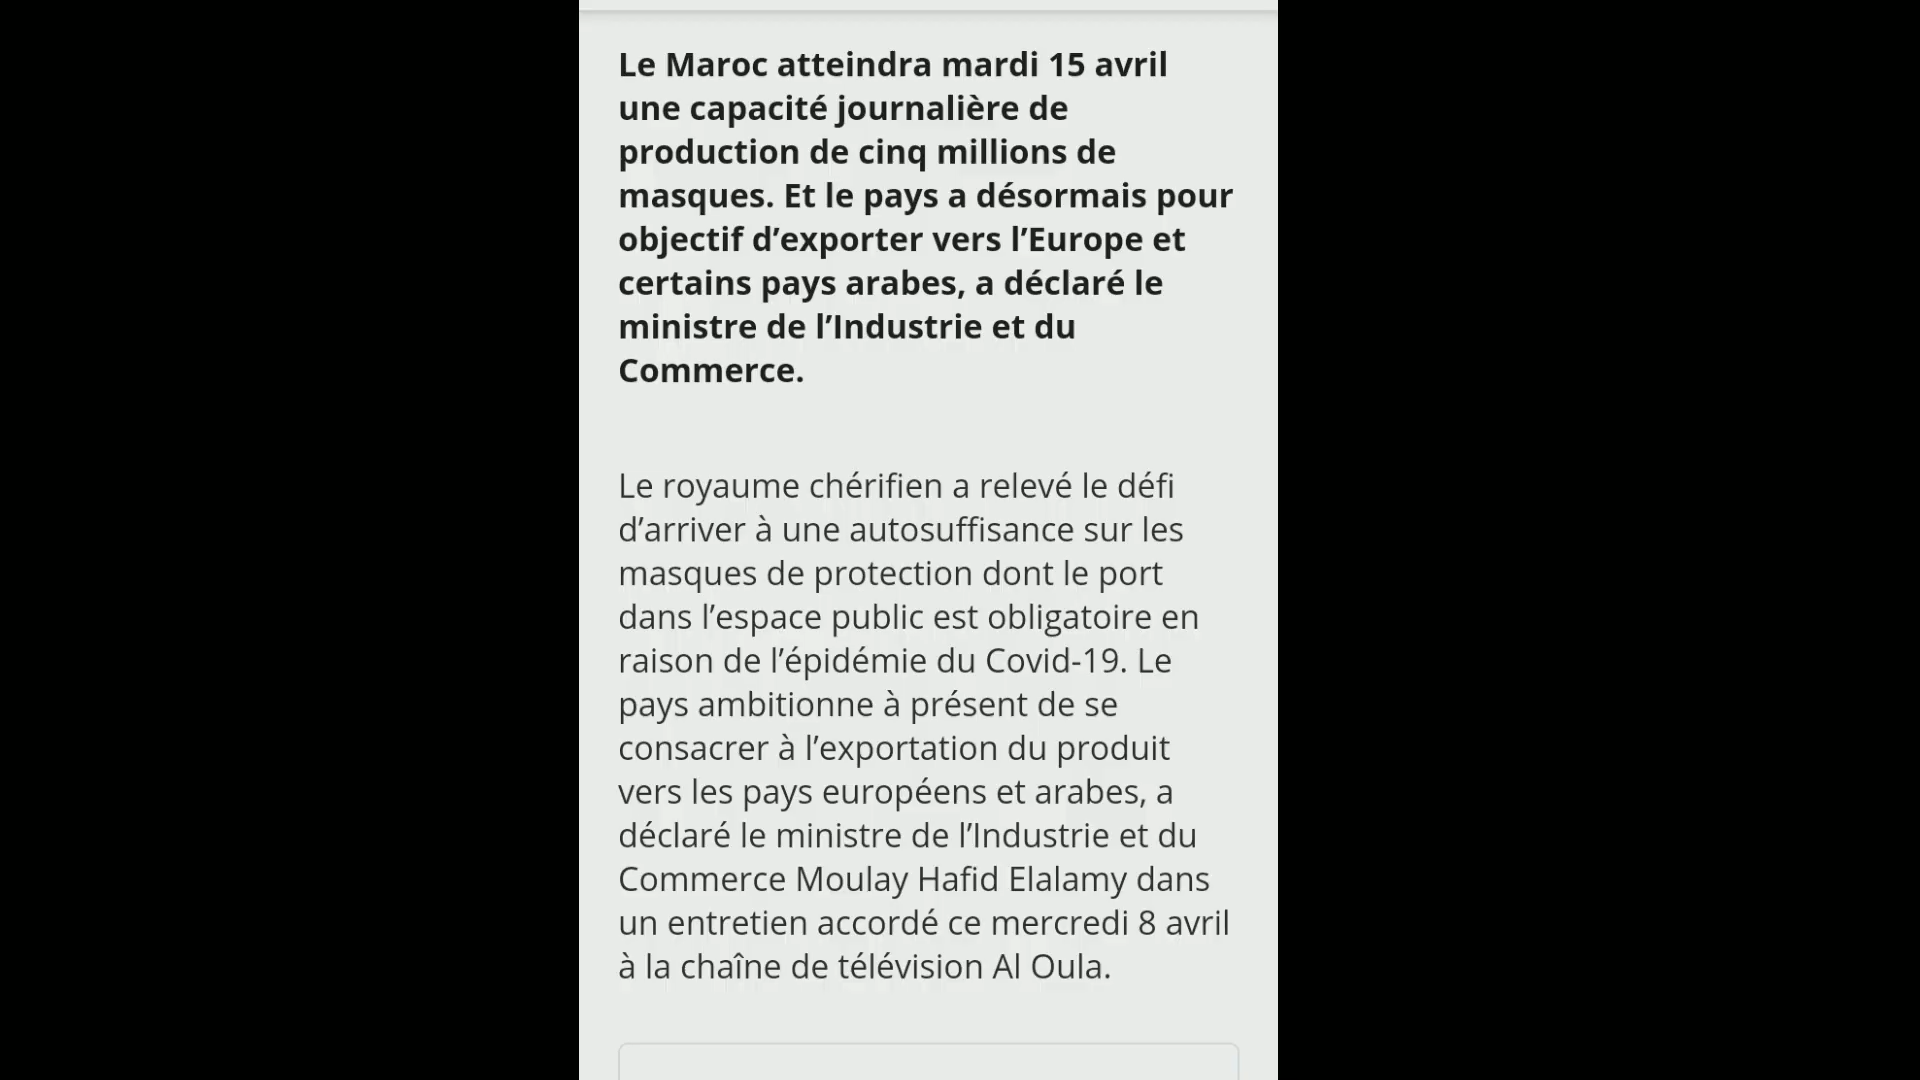 Le Maroc atteindra mardi 15 avril
une capacité journalière de
production de cinq millions de
masques. Et le pays a désormais pour
objectif d’exporter vers l’Europe et
certains pays arabes, a déclaré le
ministre de l’Industrie et du
Commerce.
Le royaume chérifien a relevé le défi
d’arriver à une autosuffisance sur les
masques de protection dont le port
dans l’espace public est obligatoire en
raison de l’épidémie du Covid-19. Le
pays ambitionne à présent de se
consacrer à l’exportation du produit
vers les pays européens et arabes, a
déclaré le ministre de l’Industrie et du
Commerce Moulay Hafid Elalamy dans
un entretien accordé ce mercredi 8 avril
à la chaîne de télévision Al Oula.